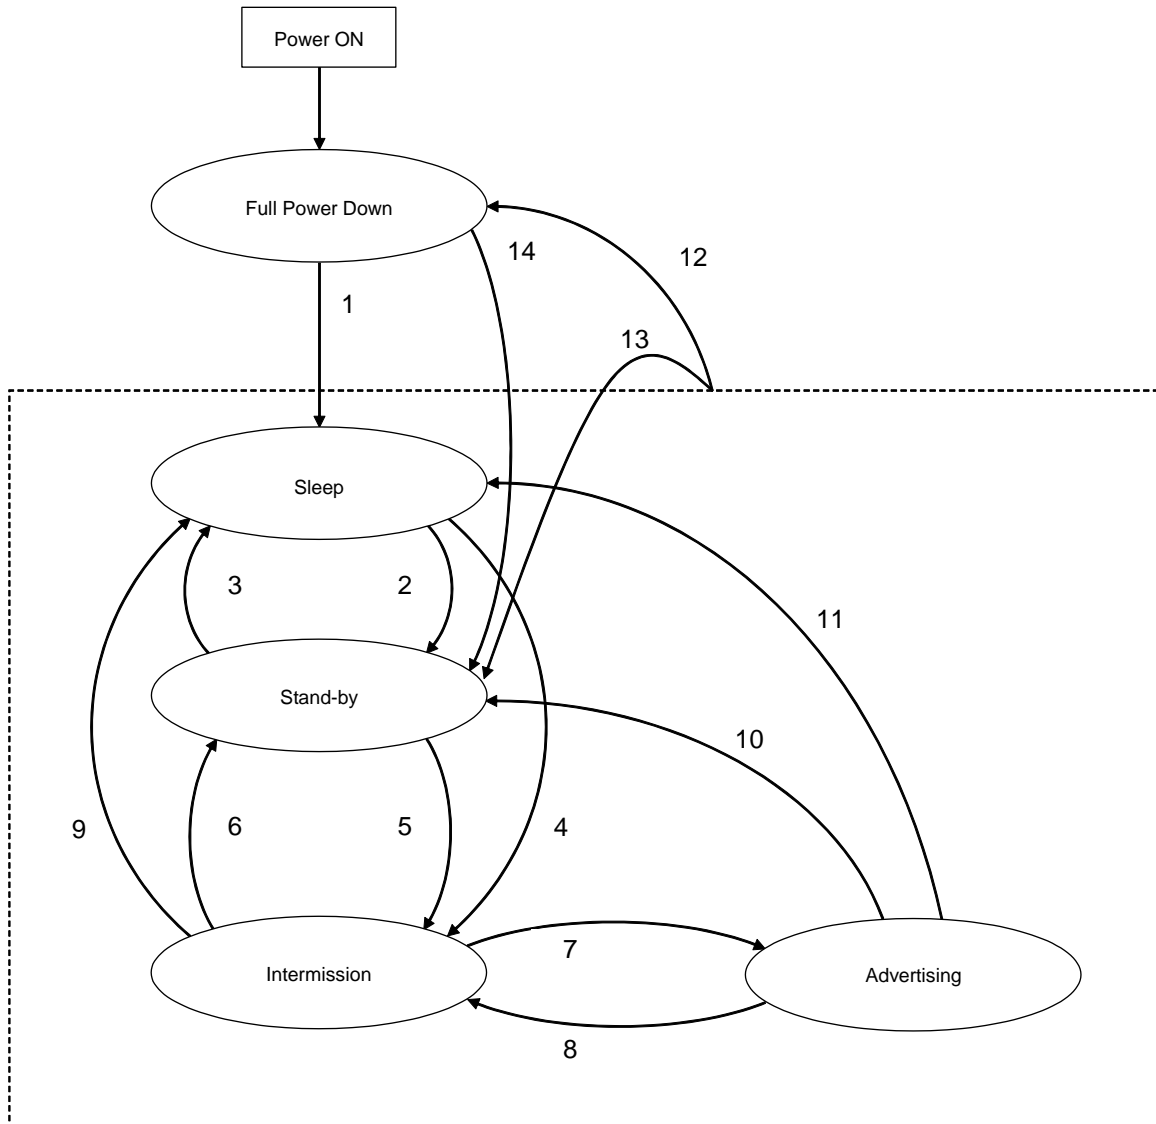 Power ON
Full Power Down
14
12
1
13
Sleep
3
2
11
Stand-by
10
9
6
5
4
7
Intermission
Advertising
8